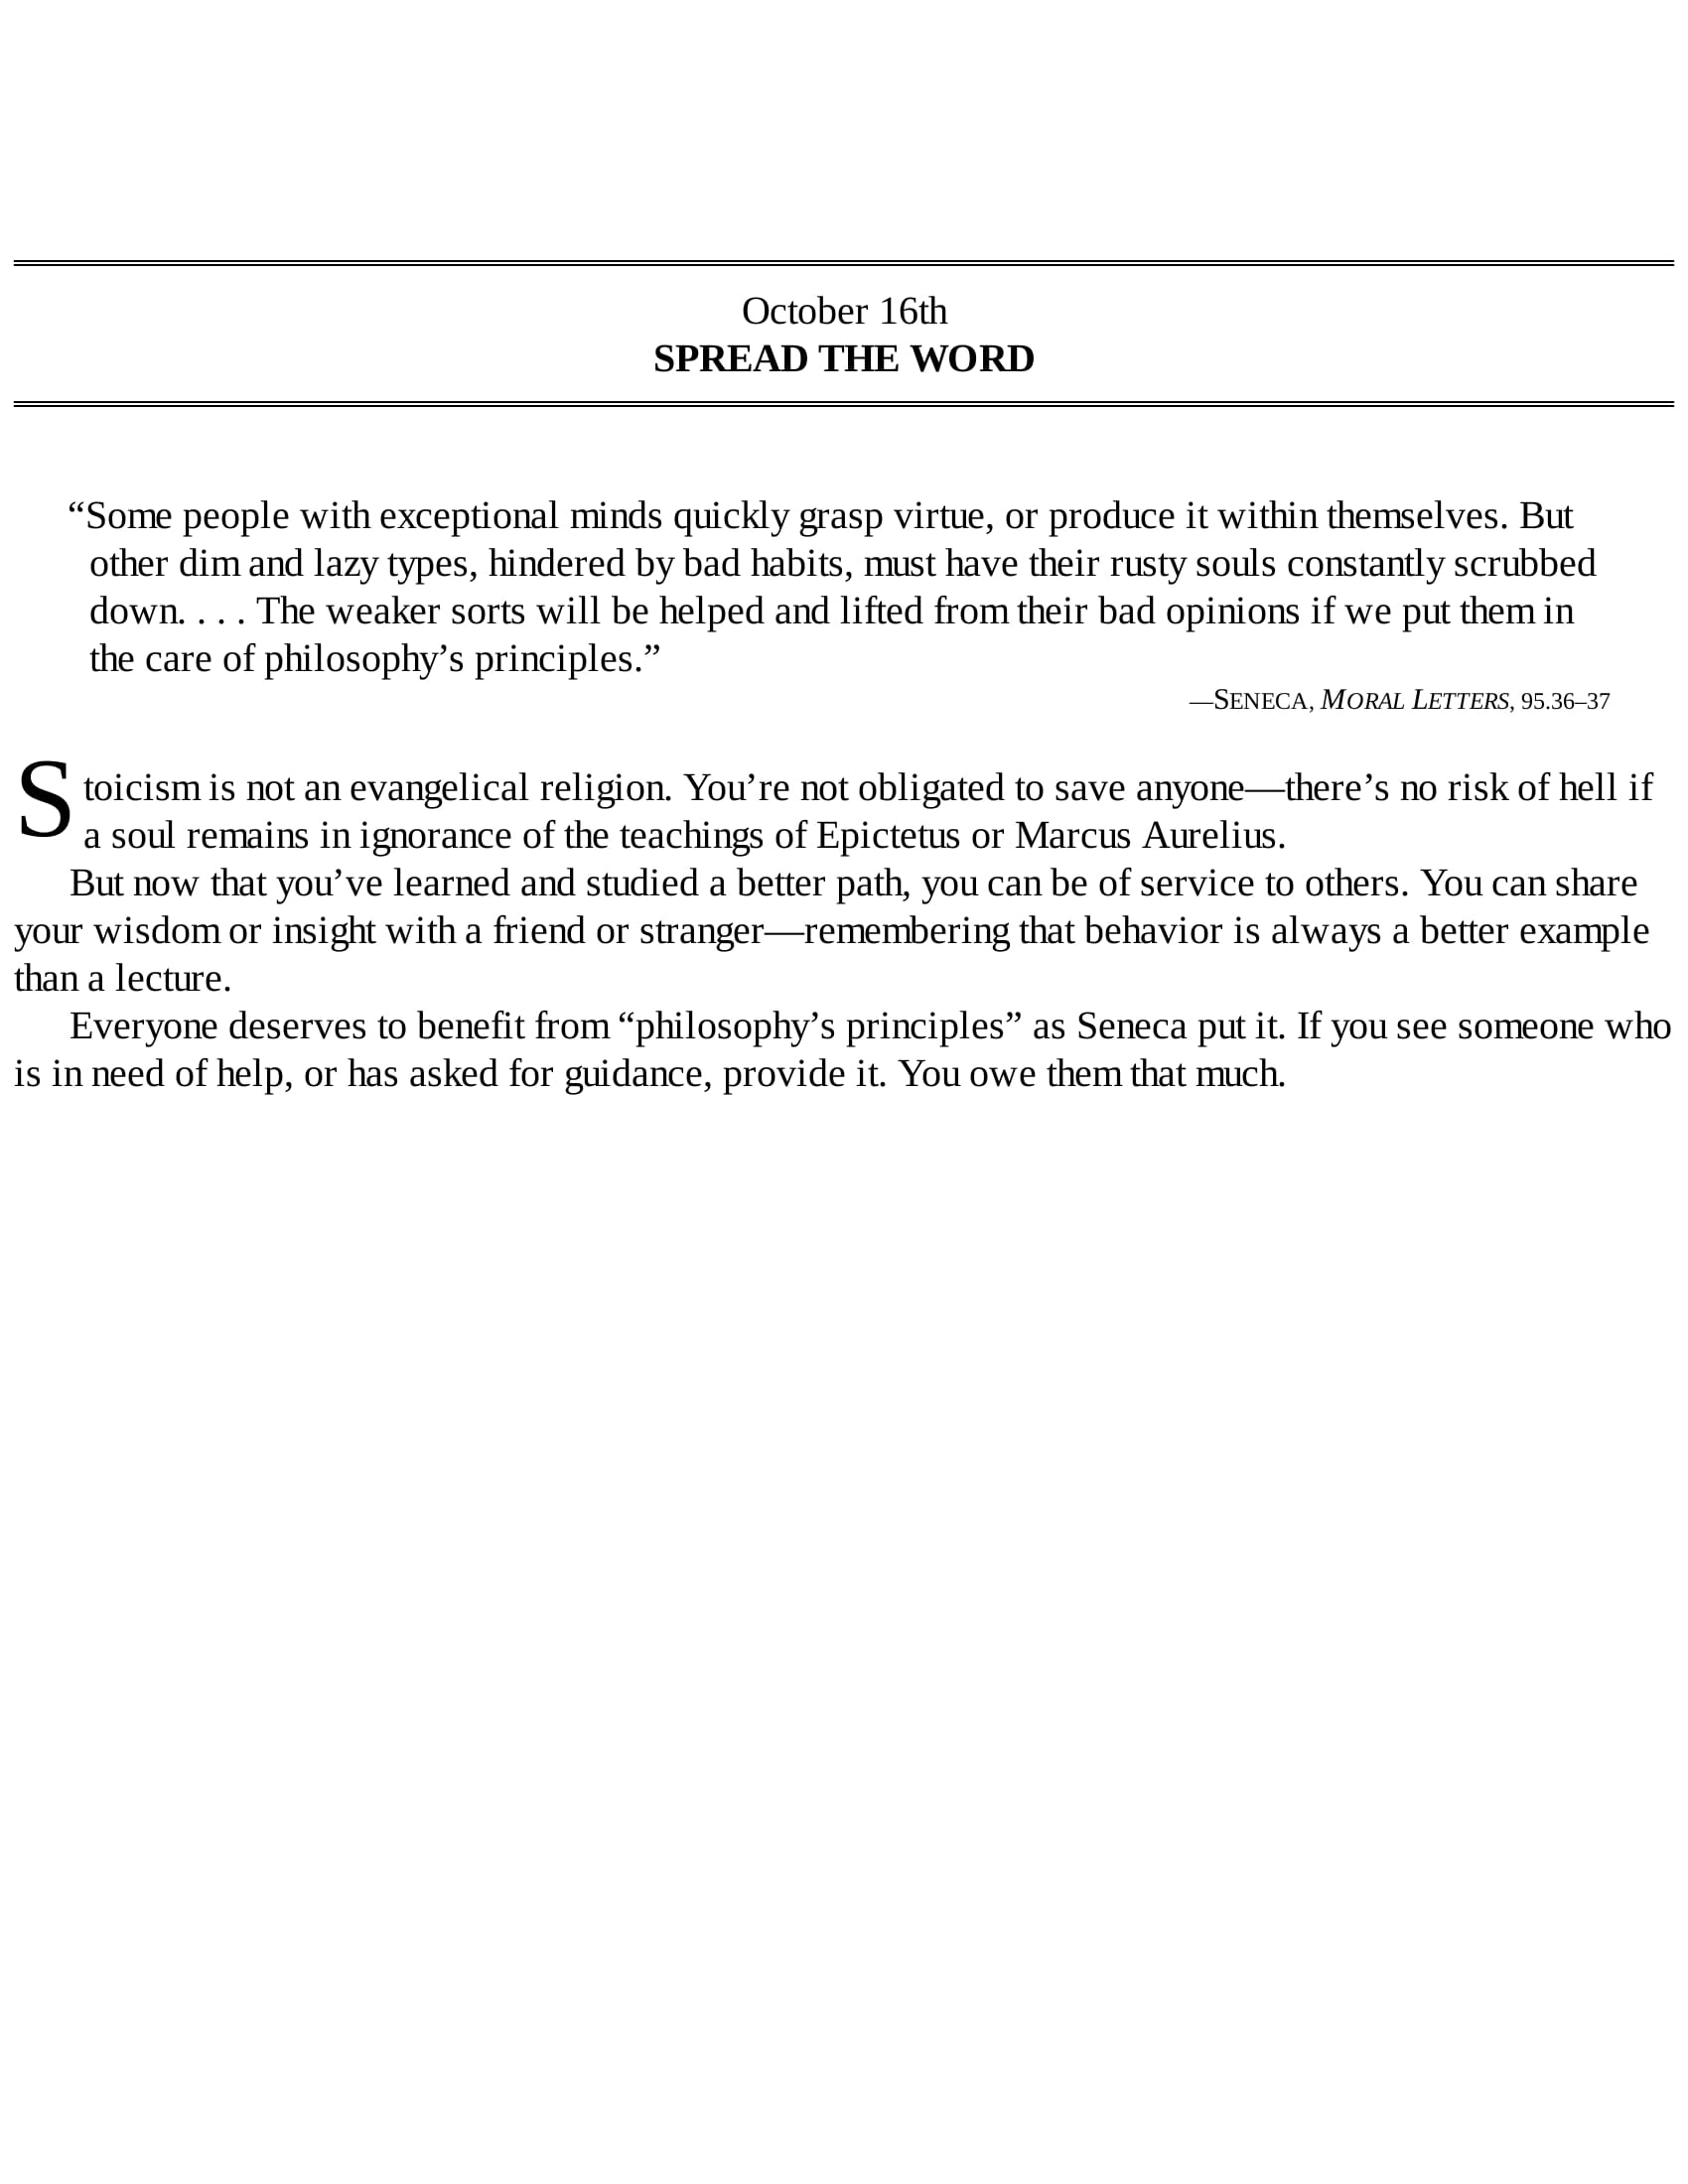 October 16th
SPREAD THE WORD
“Some people with exceptional minds quickly grasp virtue, or produce it within themselves. But
other dim and lazy types, hindered by bad habits, must have their rusty souls constantly scrubbed
down. . . . The weaker sorts will be helped and lifted from their bad opinions if we put them in
the care of philosophy’s principles.”
—SENECA, MORAL LETTERS, 95.36–37
Stoicism is not an evangelical religion. You’re not obligated to save anyone—there’s no risk of hell if
a soul remains in ignorance of the teachings of Epictetus or Marcus Aurelius.
But now that you’ve learned and studied a better path, you can be of service to others. You can share
your wisdom or insight with a friend or stranger—remembering that behavior is always a better example
than a lecture.
Everyone deserves to benefit from “philosophy’s principles” as Seneca put it. If you see someone who
is in need of help, or has asked for guidance, provide it. You owe them that much.